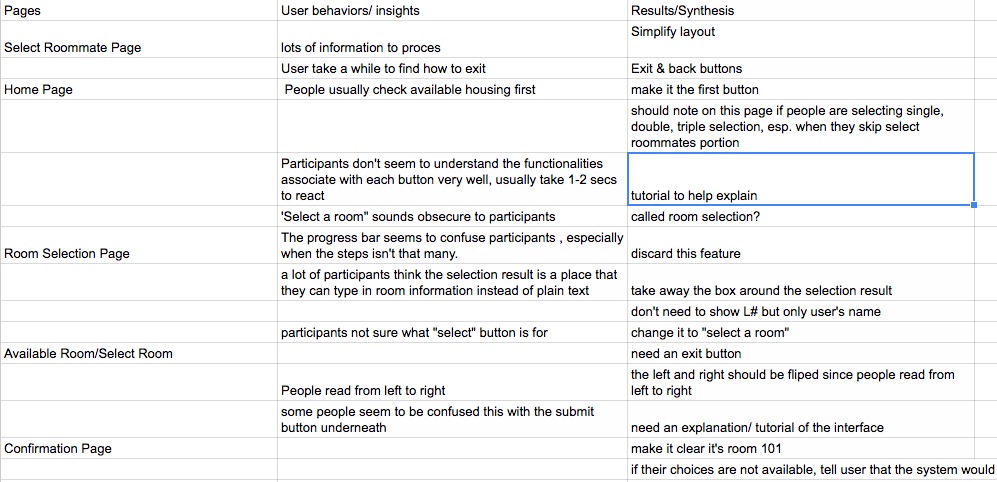 Pages User behaviors/ insights Results/Synthesis
Simplify layout
Select Roommate Page lots of information to proces
User take a while to find how to exit Exit & back buttons
Home Page People usually check available housing first make it the first button
should note on this page if people are selecting single,
double, triple selection, esp. when they skip select
roommates portion
Participants don't seem to understand the functionalities
associate with each button very well, usually take 1-2 secs
to react tutorial to help explain
'Select a room" sounds obsecure to participants called room selection?
The progress bar seems to confuse participants , especially
Room Selection Page when the steps isn't that many. discard this feature
a lot of participants think the selection result is a place that
they can type in room information instead of plain text take away the box around the selection result
don't need to show L# but only user's name
participants not sure what "select" button is for change it to "select a room"
Available Room/Select Room need an exit button
the left and right should be fliped since people read from
People read from left to right left to right
some people seem to be confused this with the submit
button underneath need an explanation/ tutorial of the interface
Confirmation Page make it clear it's room 101
if their choices are not available, tell user that the system would